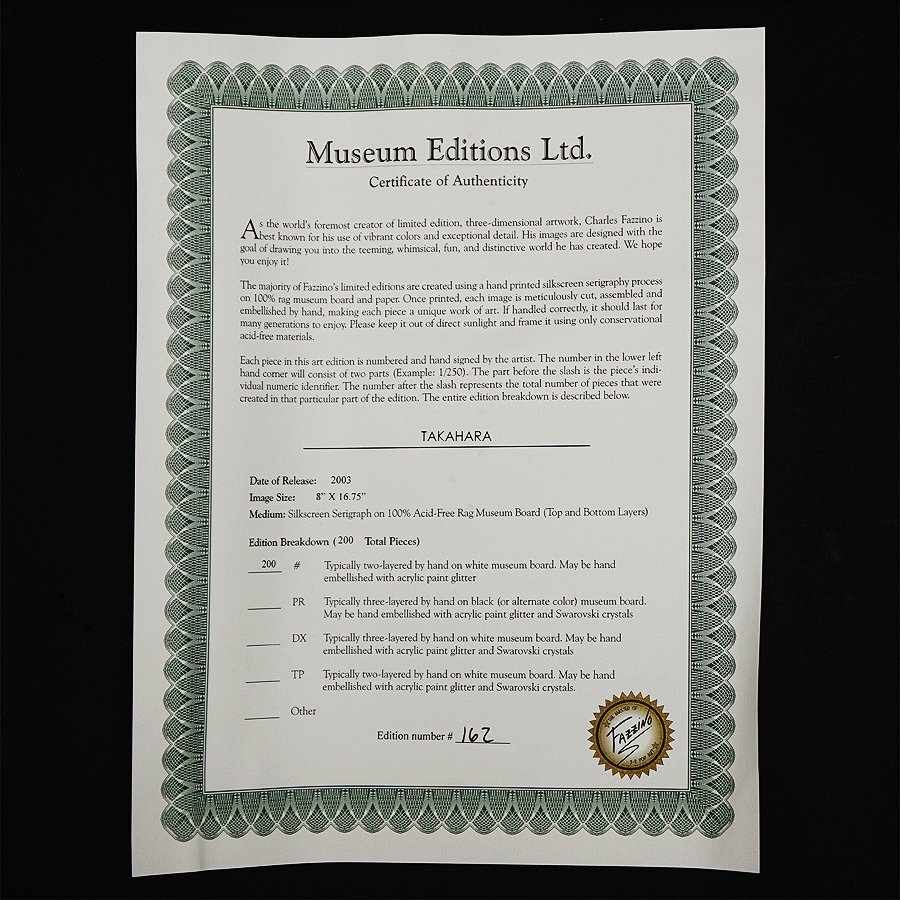 Museum Editions Ltd.
Certificate of Authenticity
As the world's foremost creator of limited edition, three-dimensional artwork, Charles Fazzino is
best known for his use of vibrant colors and exceptional detail. His images are designed with the
goal of drawing you into the teeming, whimsical, fun, and distinctive world he has created. We hope
you enjoy it!
The majority of Fazzino's limited editions are created using a hand printed silkscreen serigraphy process
on 100% rag museum board and paper. Once printed, each image is meticulously cut, assembled and
embellished by hand, making each piece a unique work of art. If handled correctly, it should last for
many generations to enjoy. Please keep it out of direct sunlight and frame it using only conservational
acid-free materials.
Each piece in this art edition is numbered and hand signed by the artist. The number in the lower left
hand corner will consist of two parts (Example: 1/250). The part before the slash is the piece's indi-
vidual numeric identifier. The number after the slash represents the total number of pieces that were
created in that particular part of the edition. The entire edition breakdown is described below.
TAKAHARA
Date of Release: 2003
Image Size: 8" X 16.75"
Medium: Silkscreen Serigraph on 100% Acid-Free Rag Museum Board (Top and Bottom Layers)
Edition Breakdown (200 Total Pieces)
200 # Typically two-layered by hand on white museum board. May be hand
embellished with acrylic paint glitter
PR Typically three-layered by hand on black (or alternate color) museum board.
May be hand embellished with acrylic paint glitter and Swarovski crystals
DX Typically three-layered by hand on white museum board. May be hand
embellished with acrylic paint glitter and Swarovski crystals
TP Typically two-layered by hand on white museum board. May be hand
embellished with acrylic paint glitter and Swarovski crystals.
Other
Edition number # 162
FAZZINO